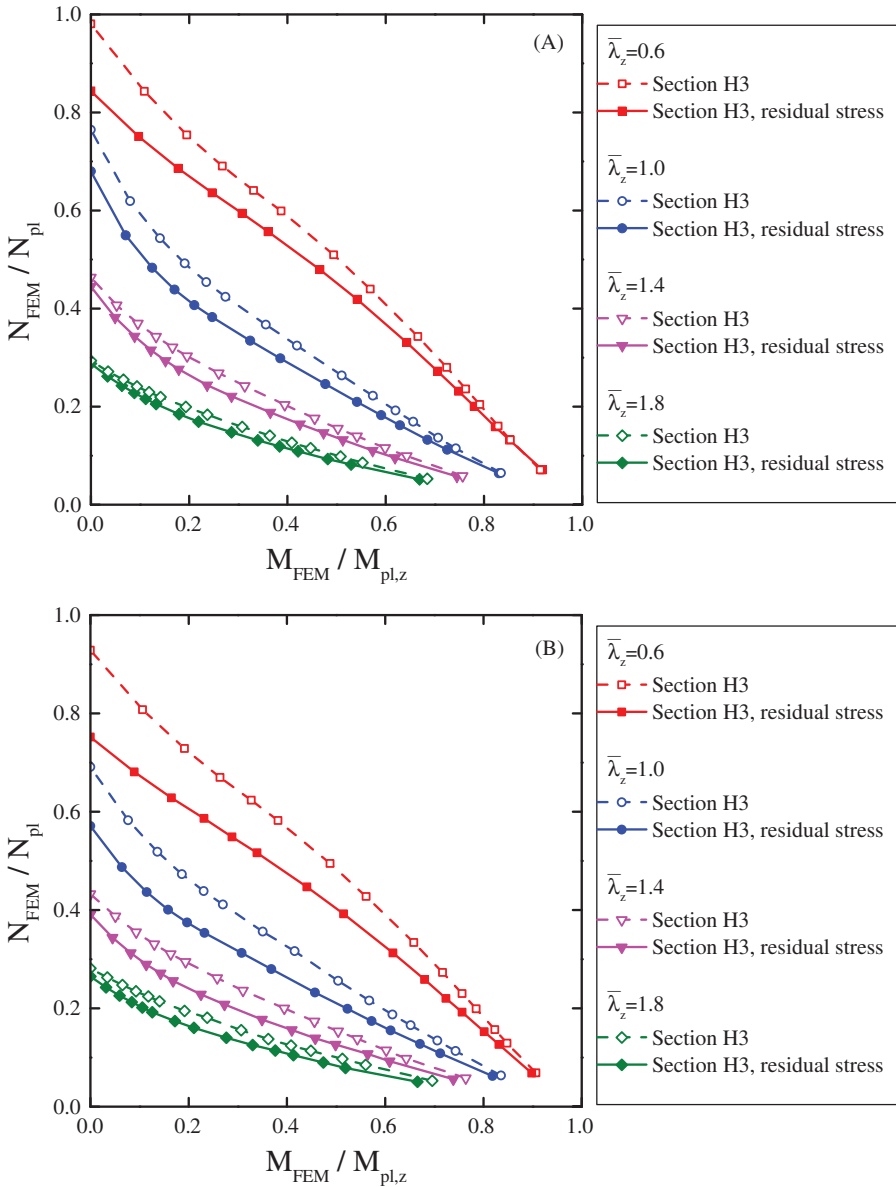 (A)
1.0
0.8
0.6
0.4
0.2
0.0
0.0 0.2 0.4 0.6 0.8 1.0
N_FEM / N_pl
M_FEM / M_pl,z
λ̅_z=0.6
Section H3
Section H3, residual stress
λ̅_z=1.0
Section H3
Section H3, residual stress
λ̅_z=1.4
Section H3
Section H3, residual stress
λ̅_z=1.8
Section H3
Section H3, residual stress
(B)
1.0
0.8
0.6
0.4
0.2
0.0
0.0 0.2 0.4 0.6 0.8 1.0
N_FEM / N_pl
M_FEM / M_pl,z
λ̅_z=0.6
Section H3
Section H3, residual stress
λ̅_z=1.0
Section H3
Section H3, residual stress
λ̅_z=1.4
Section H3
Section H3, residual stress
λ̅_z=1.8
Section H3
Section H3, residual stress